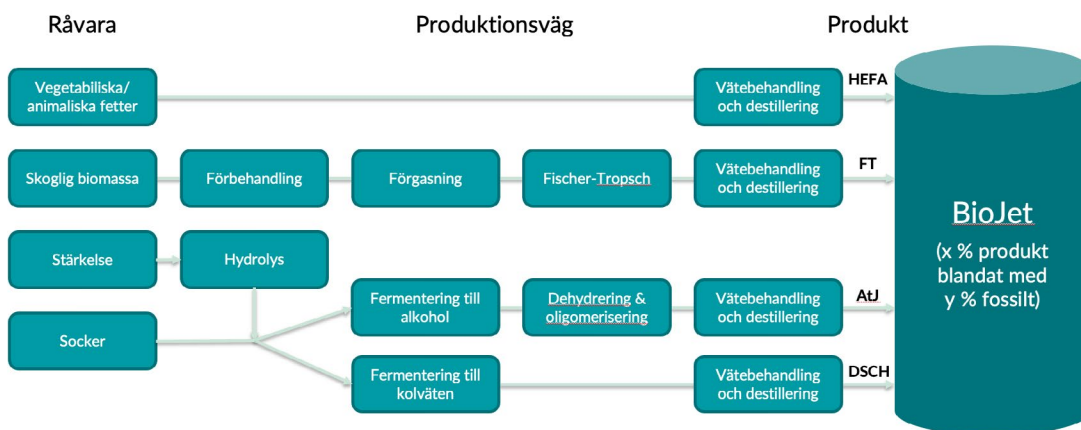 Råvara
Produktionsväg
Produkt
Vegetabiliska/
animaliska fetter
Vätebehandling
och destillering
HEFA
Skoglig biomassa
Förbehandling
Förgasning
Fischer-Tropsch
Vätebehandling
och destillering
FT
Stärkelse
Hydrolys
Socker
Fermentering till
alkohol
Dehydrering &
oligomerisering
Vätebehandling
och destillering
AtJ
Fermentering till
kolväten
Vätebehandling
och destillering
DSCH
BioJet
(x % produkt
blandat med
y % fossilt)